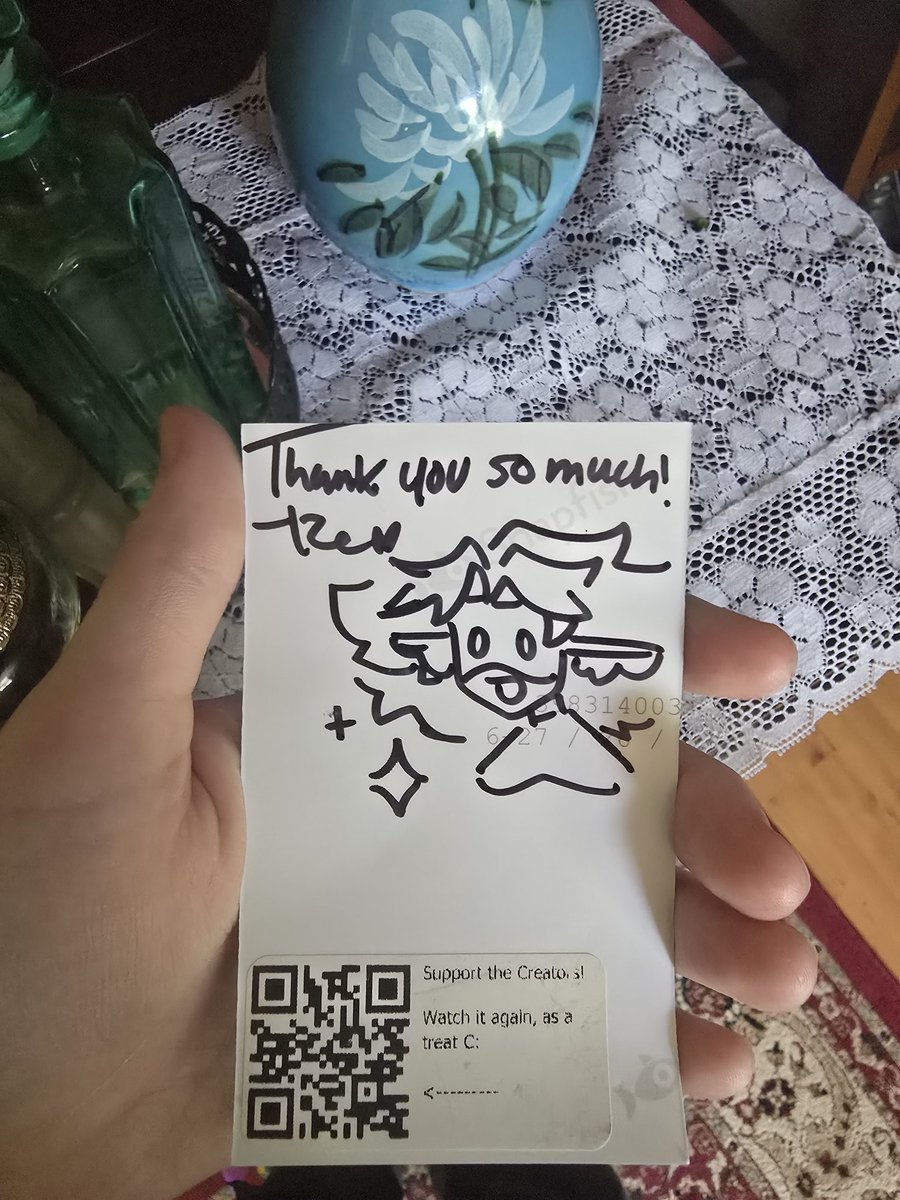 Thank you so much!
Support the Creators!
Watch it again, as a
treat C:
<---------